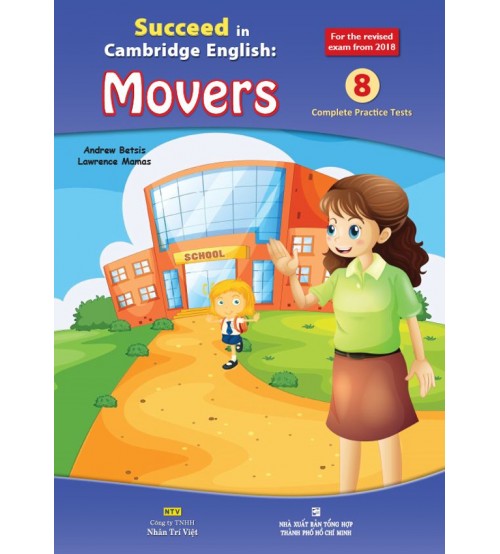 Succeed in
Cambridge English:
Movers
For the revised
exam from 2018
8
Complete Practice Tests
Andrew Betsis
Lawrence Mamas
SCHOOL
NTV
Công ty TNHH
Nhân Trí Việt
NHÀ XUẤT BẢN TỔNG HỢP
THÀNH PHỐ HỒ CHÍ MINH